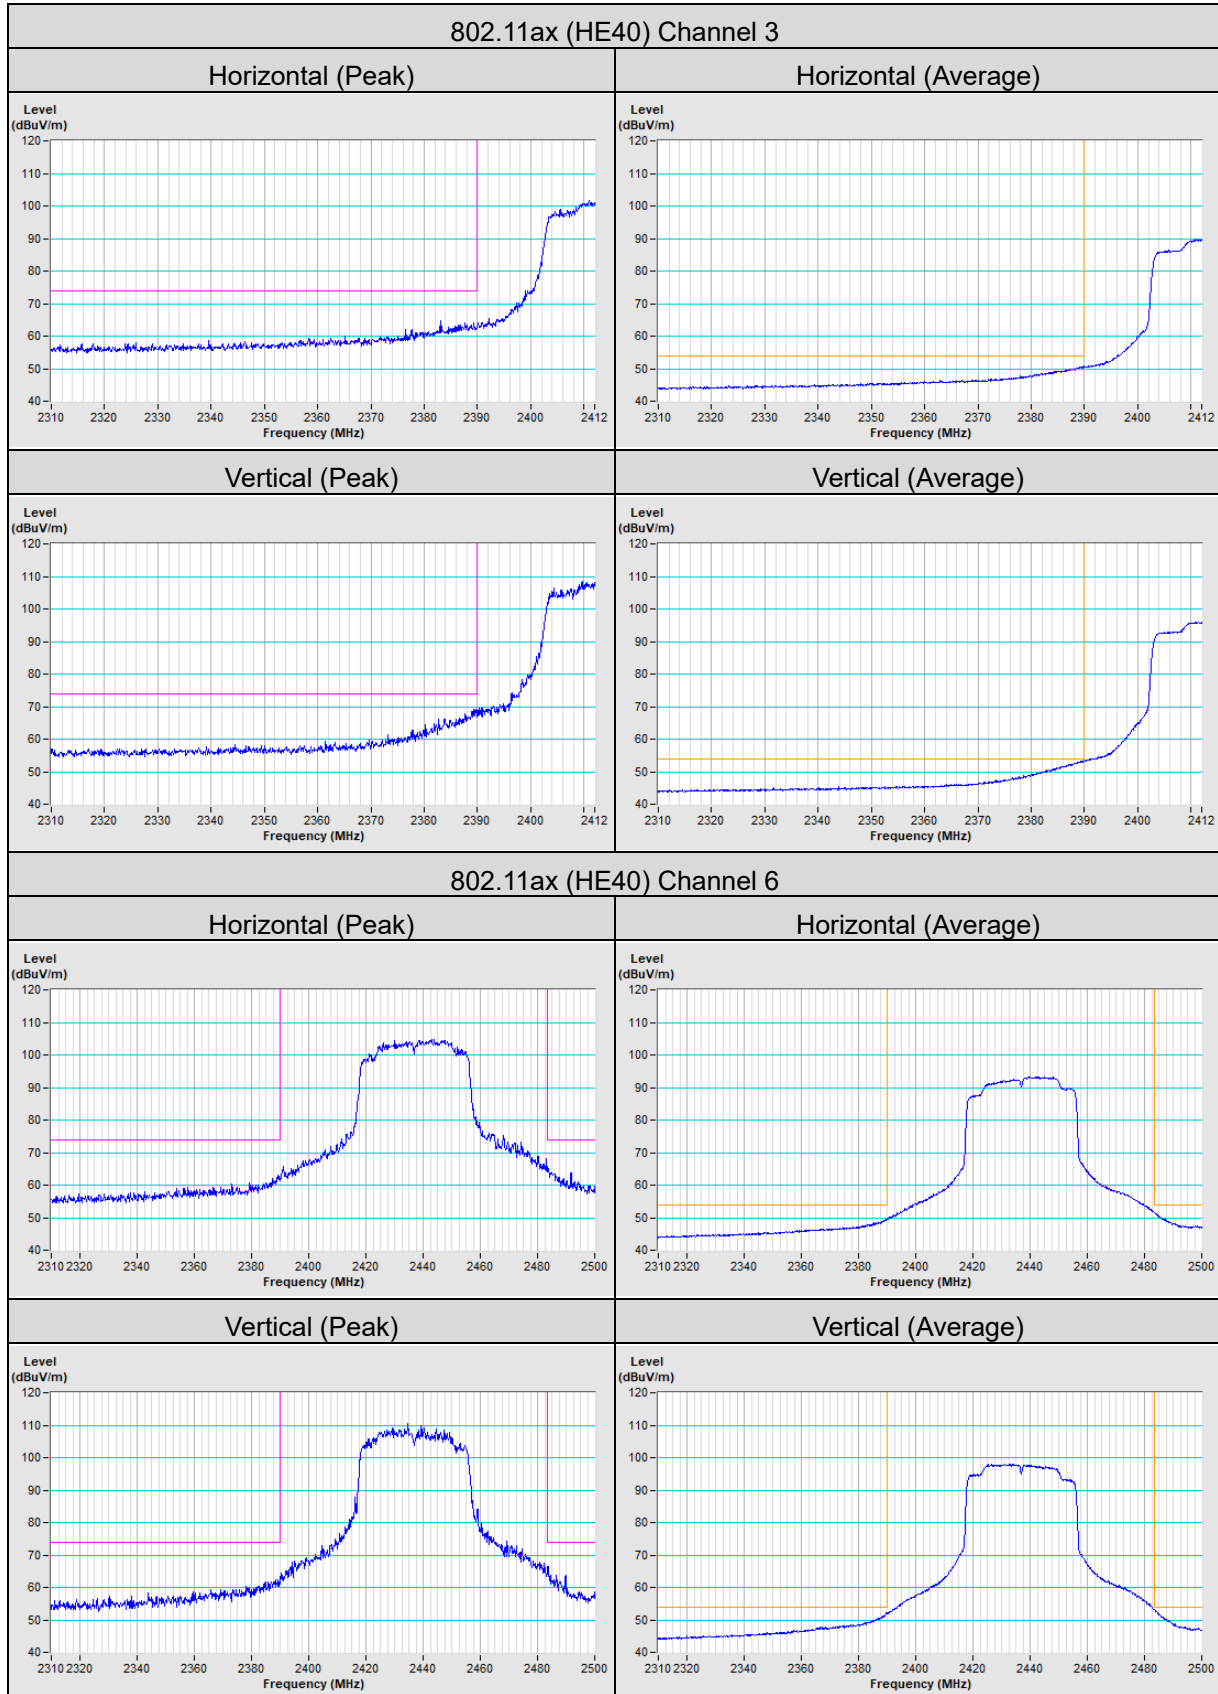 802.11ax (HE40) Channel 3
Horizontal (Peak) Horizontal (Average)
Level Level
(dBuV/m) (dBuV/m)
120 120
110 110
100 100
90 90
80 80
70 70
60 60
50 50
40 40
2310 2320 2330 2340 2350 2360 2370 2380 2390 2400 2412 2310 2320 2330 2340 2350 2360 2370 2380 2390 2400 2412
Frequency (MHz) Frequency (MHz)
Vertical (Peak) Vertical (Average)
Level Level
(dBuV/m) (dBuV/m)
120 120
110 110
100 100
90 90
80 80
70 70
60 60
50 50
40 40
2310 2320 2330 2340 2350 2360 2370 2380 2390 2400 2412 2310 2320 2330 2340 2350 2360 2370 2380 2390 2400 2412
Frequency (MHz) Frequency (MHz)
802.11ax (HE40) Channel 6
Horizontal (Peak) Horizontal (Average)
Level Level
(dBuV/m) (dBuV/m)
120 120
110 110
100 100
90 90
80 80
70 70
60 60
50 50
40 40
2310 2320 2340 2360 2380 2400 2420 2440 2460 2480 2500 2310 2320 2340 2360 2380 2400 2420 2440 2460 2480 2500
Frequency (MHz) Frequency (MHz)
Vertical (Peak) Vertical (Average)
Level Level
(dBuV/m) (dBuV/m)
120 120
110 110
100 100
90 90
80 80
70 70
60 60
50 50
40 40
2310 2320 2340 2360 2380 2400 2420 2440 2460 2480 2500 2310 2320 2340 2360 2380 2400 2420 2440 2460 2480 2500
Frequency (MHz) Frequency (MHz)